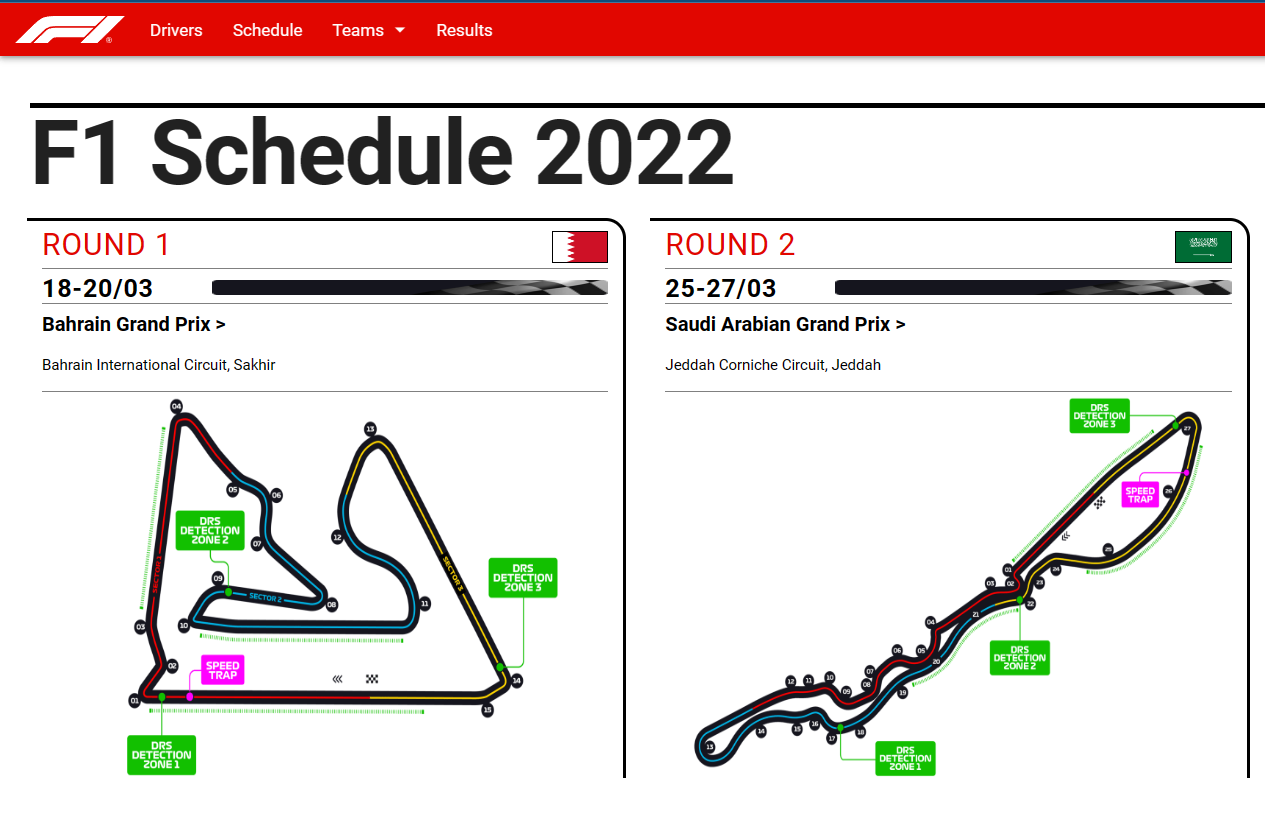 F1®
Drivers Schedule Teams Results
F1 Schedule 2022
ROUND 1
18-20/03
Bahrain Grand Prix >
Bahrain International Circuit, Sakhir
04
13
05
06
DRS
DETECTION
ZONE 2
12
07
SECTOR 1
SECTOR 3
DRS
DETECTION
ZONE 3
09
SECTOR 2
08
11
10
03
02
SPEED
TRAP
14
01
15
DRS
DETECTION
ZONE 1
ROUND 2
25-27/03
Saudi Arabian Grand Prix >
Jeddah Corniche Circuit, Jeddah
DRS
DETECTION
ZONE 3
27
SPEED
TRAP
26
25
01
24
03
02
23
22
21
04
DRS
DETECTION
ZONE 2
06
05
20
07
12
11
10
08
09
19
14
15
16
17
18
13
DRS
DETECTION
ZONE 1